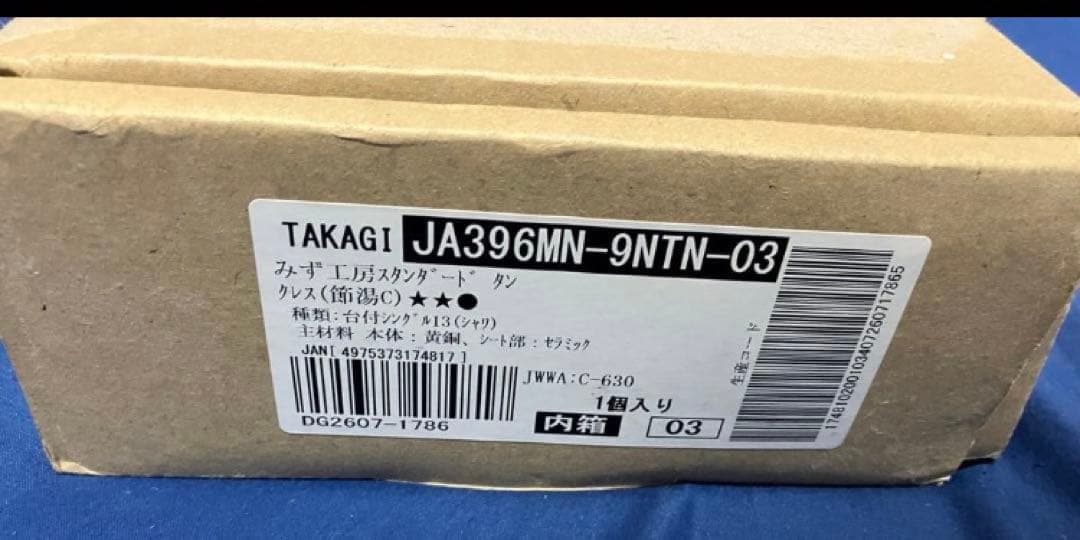 TAKAGI JA396MN-9NTN-03
みず工房スタンダード タン
クレス(節湯C)★★●
種類:台付シングル13(シャワ)
主材料 本体:黄銅、シート部:セラミック
JAN[ 4975373174817 ]
JWWA:C-630
1個入り
DG2607-1786
内箱
03
生産コード
17481020010340726071786​5